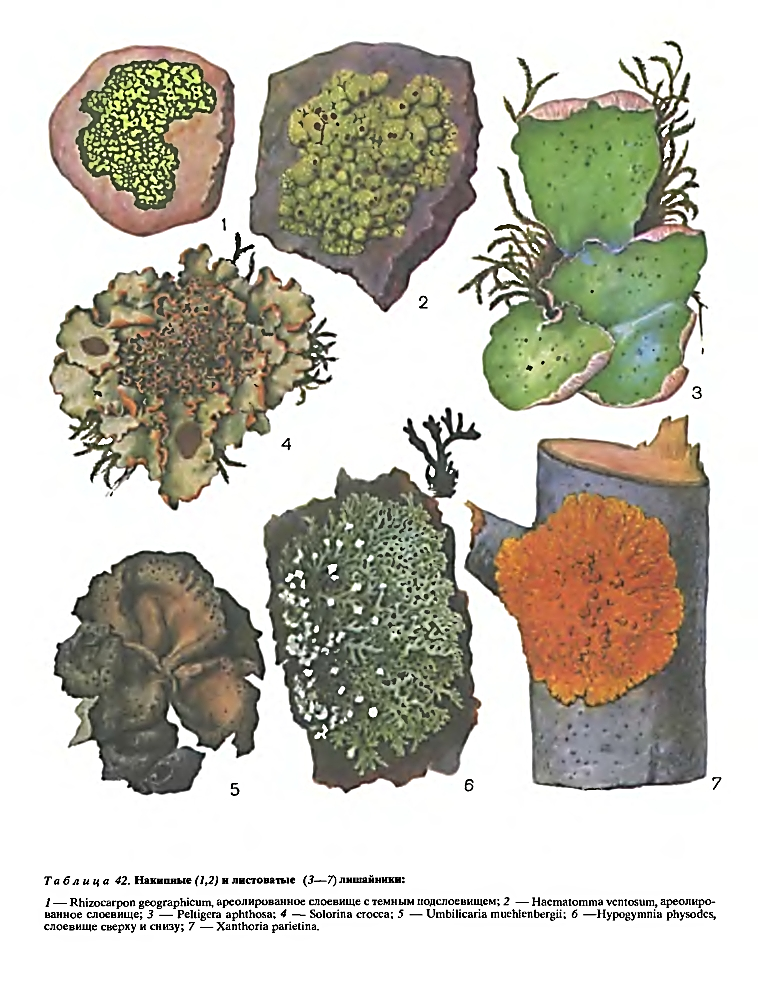 1
2
3
4
5
6
7
Таблица 42. Накипные (1,2) и листоватые (3—7) лишайники:
1 — Rhizocarpon geographicum, ареолированное слоевище с темным подслоевищем; 2 — Haematomma ventosum, ареолиро-
ванное слоевище; 3 — Peltigera aphthosa; 4 — Solorina crocea; 5 — Umbilicaria muehlenbergii; 6 —Hypogymnia physodes,
слоевище сверху и снизу; 7 — Xanthoria parietina.